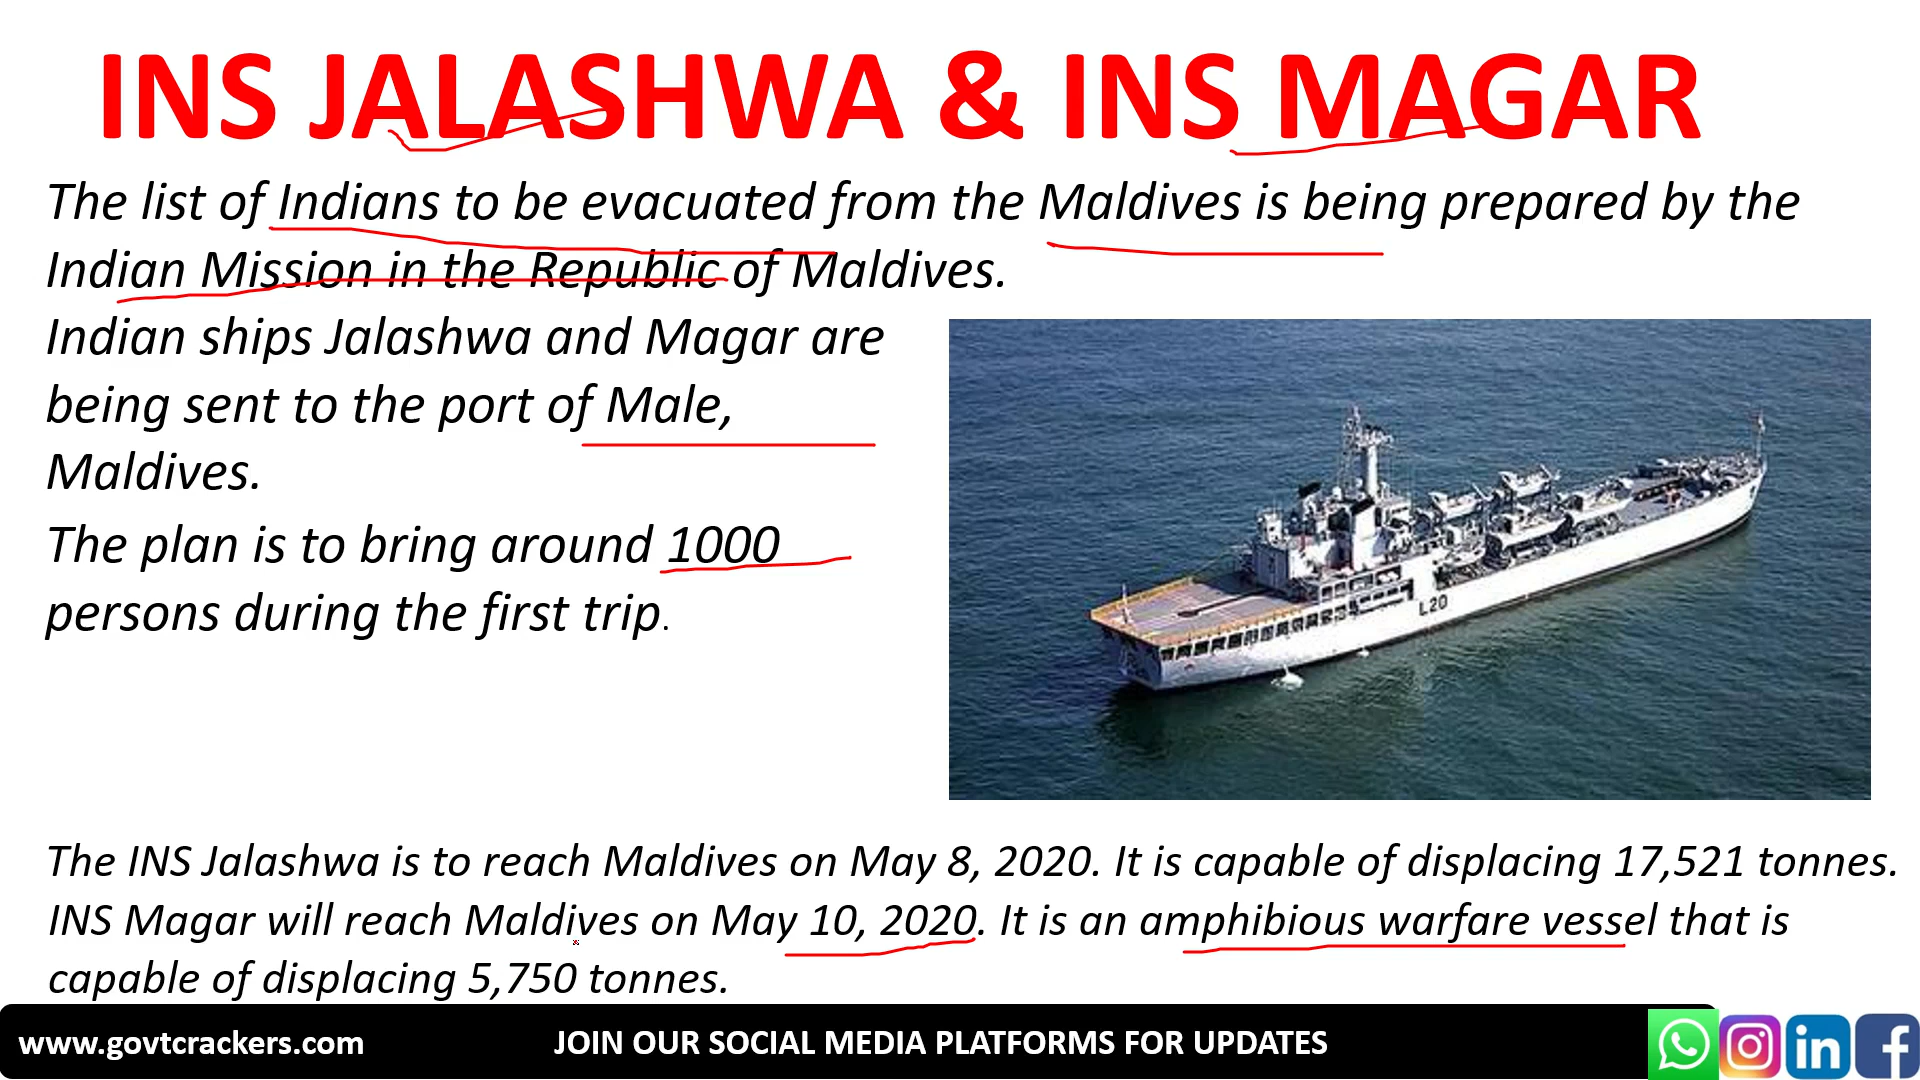 INS JALASHWA & INS MAGAR
The list of Indians to be evacuated from the Maldives is being prepared by the
Indian Mission in the Republic of Maldives.
Indian ships Jalashwa and Magar are
being sent to the port of Male,
Maldives.
The plan is to bring around 1000
persons during the first trip.
L20
The INS Jalashwa is to reach Maldives on May 8, 2020. It is capable of displacing 17,521 tonnes.
INS Magar will reach Maldives on May 10, 2020. It is an amphibious warfare vessel that is
capable of displacing 5,750 tonnes.
www.govtcrackers.com
JOIN OUR SOCIAL MEDIA PLATFORMS FOR UPDATES